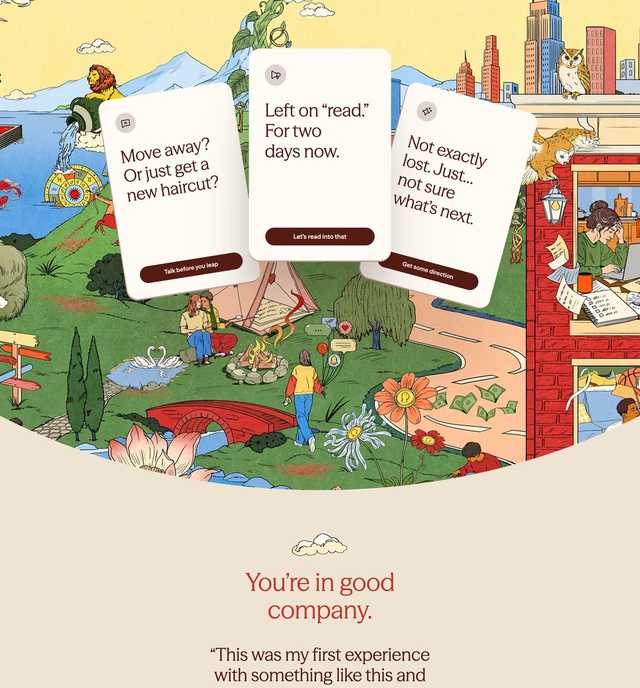 Move away?
Or just get a
new haircut?
Talk before you leap
Left on “read.”
For two
days now.
Let’s read into that
Not exactly
lost. Just...
not sure
what’s next.
Get some direction
You’re in good
company.
“This was my first experience
with something like this and